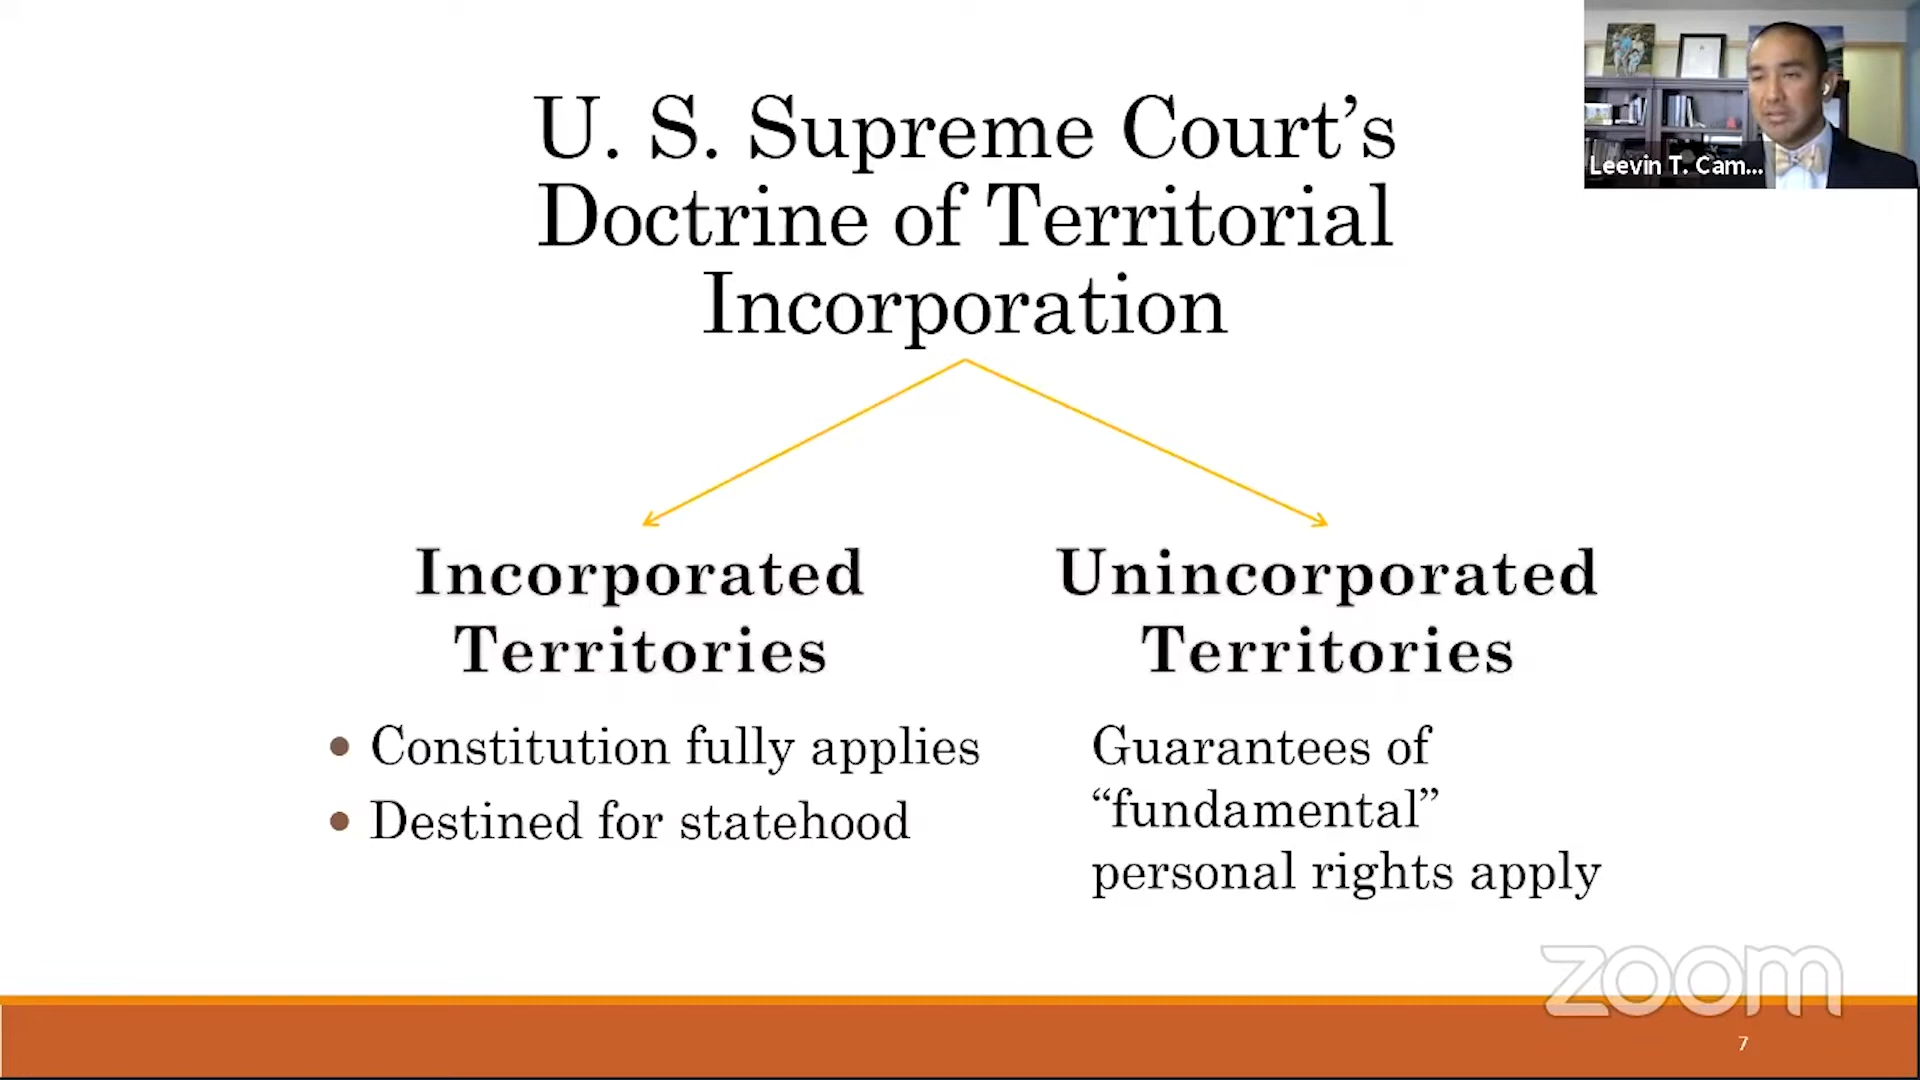 U. S. Supreme Court’s
Doctrine of Territorial
Incorporation
Leevin T. Cam...
Incorporated
Territories
• Constitution fully applies
• Destined for statehood
Unincorporated
Territories
Guarantees of
“fundamental”
personal rights apply
zoom
7